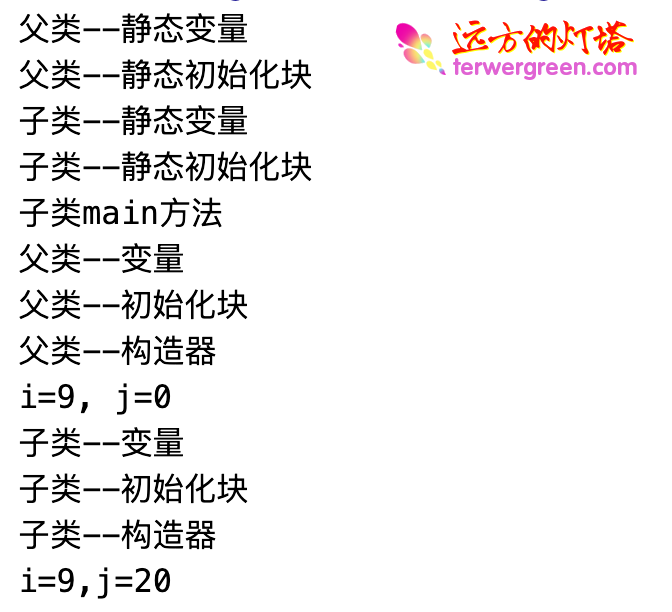 父类--静态变量
远方的灯塔
terwergreen.com
父类--静态初始化块
子类--静态变量
子类--静态初始化块
子类main方法
父类--变量
父类--初始化块
父类--构造器
i=9, j=0
子类--变量
子类--初始化块
子类--构造器
i=9,j=20